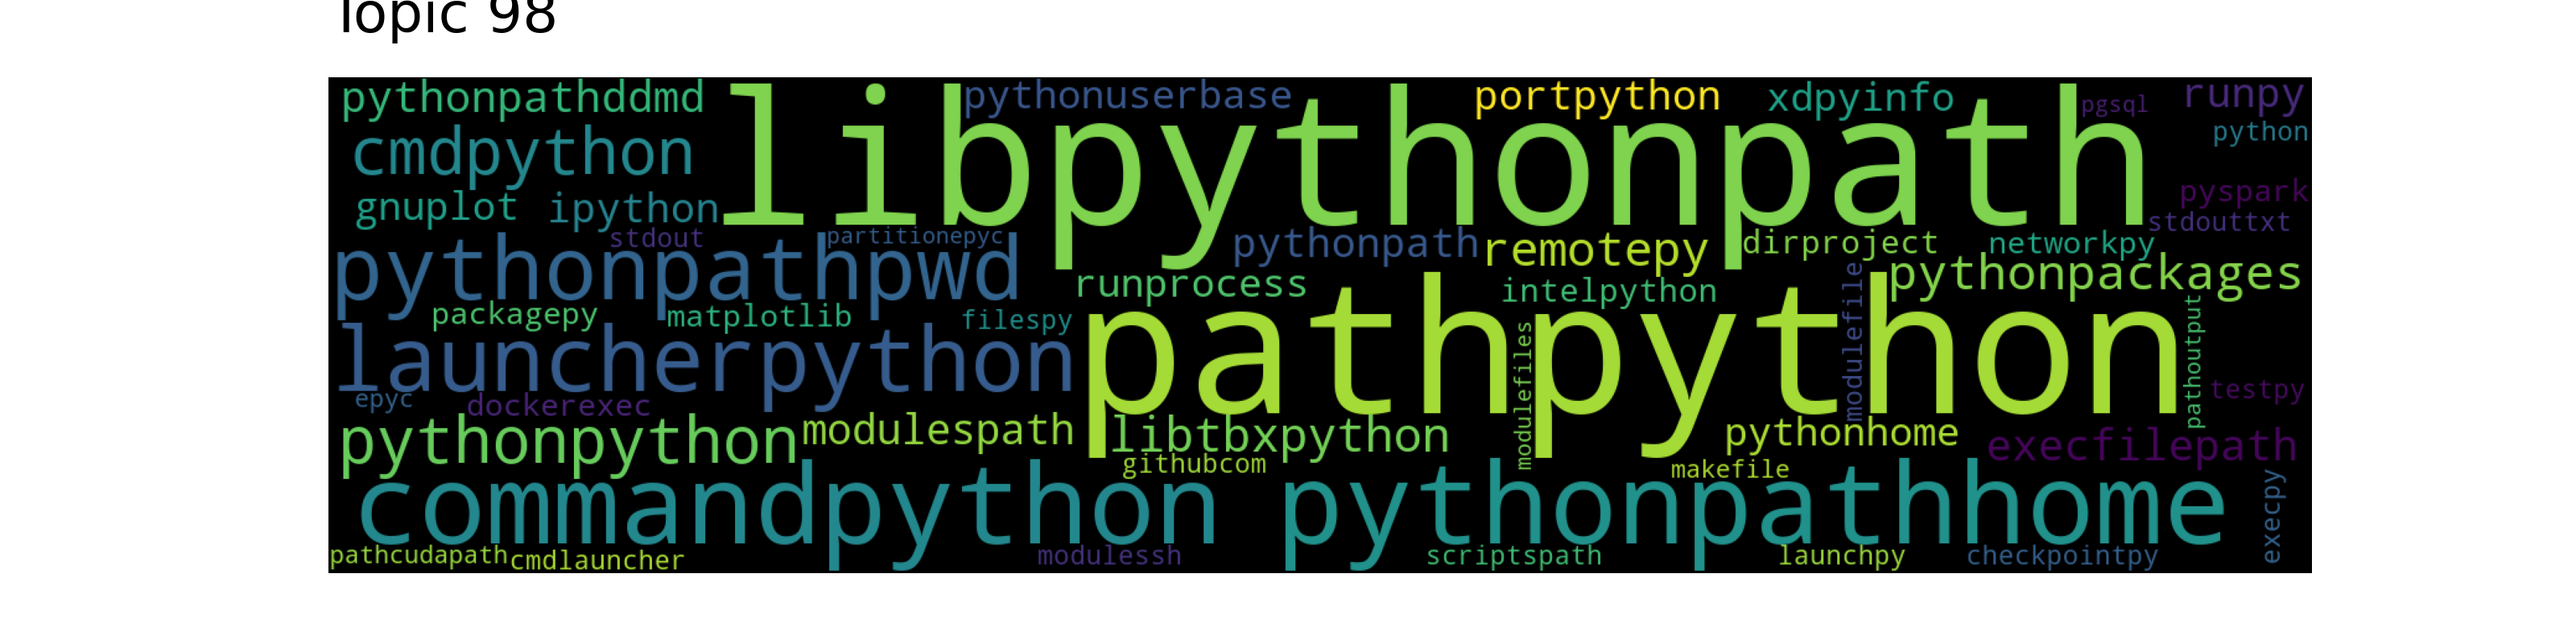 Topic 98
pythonpathddmd
pythonuserbase
portpython
xdpyinfo
pgsql
runpy
libpythonpath
python
cmdpython
pyspark
gnuplot
ipython
stdouttxt
stdout
partitionepyc
pythonpath
remotepy
dirproject
networkpy
pythonpathpwd
pythonpackages
runprocess
intelpython
packagepy
matplotlib
filespy
modulefile
pathoutput
launcherpython
pathpython
modulefiles
testpy
epyc
dockerexec
pythonpython
modulespath
libtbxpython
pythonhome
execfilepath
githubcom
makefile
commandpython
pythonpathhome
execpy
pathcudapath
cmdlauncher
modulessh
scriptspath
launchpy
checkpointpy